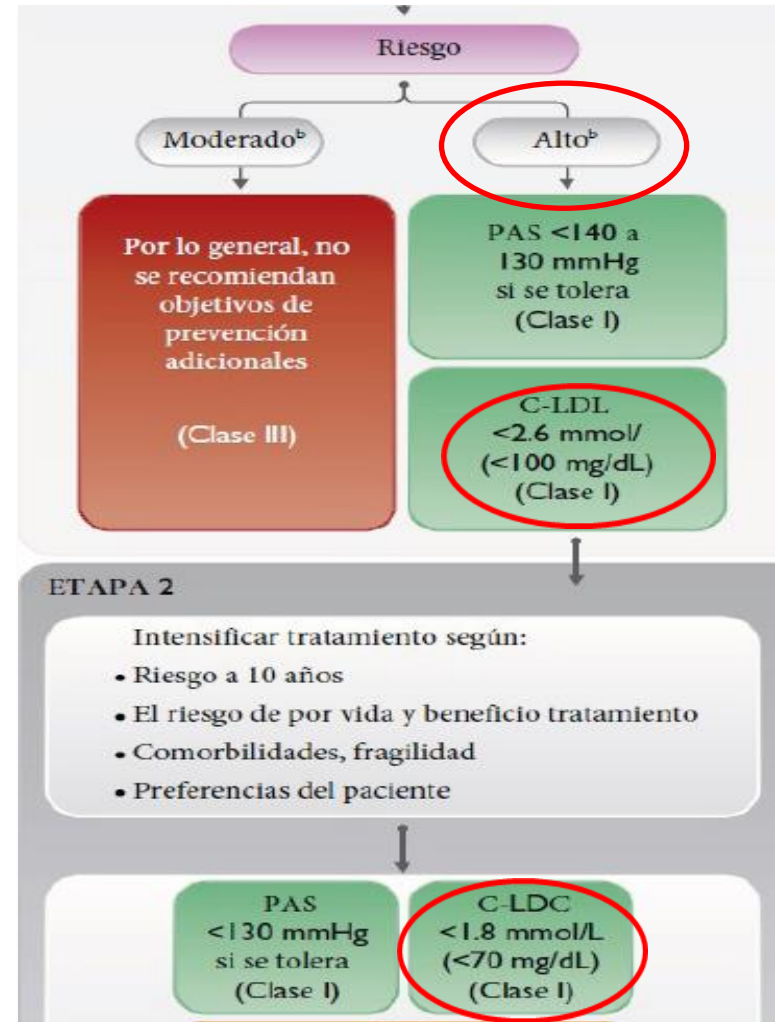 Riesgo
Moderadoᵇ
Altoᵇ
Por lo general, no
se recomiendan
objetivos de
prevención
adicionales
(Clase III)
PAS <140 a
130 mmHg
si se tolera
(Clase I)
C-LDL
<2.6 mmol/
(<100 mg/dL)
(Clase I)
ETAPA 2
Intensificar tratamiento según:
• Riesgo a 10 años
• El riesgo de por vida y beneficio tratamiento
• Comorbilidades, fragilidad
• Preferencias del paciente
PAS
<130 mmHg
si se tolera
(Clase I)
C-LDC
<1.8 mmol/L
(<70 mg/dL)
(Clase I)